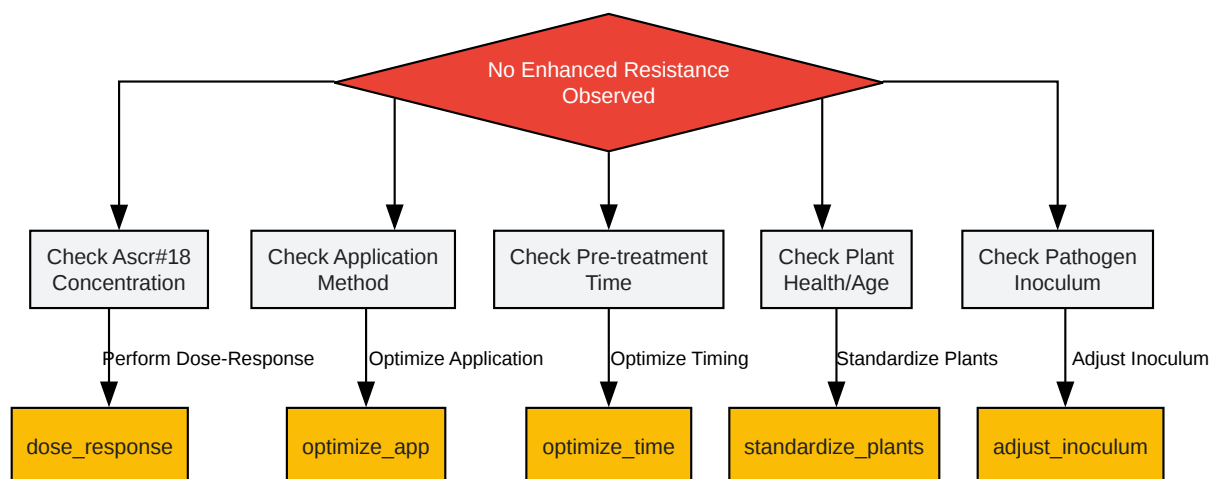 No Enhanced Resistance
Observed
Check Ascr#18
Concentration
Check Application
Method
Check Pre-treatment
Time
Check Plant
Health/Age
Check Pathogen
Inoculum
Perform Dose-Response
Optimize Application
Optimize Timing
Standardize Plants
Adjust Inoculum
dose_response
optimize_app
optimize_time
standardize_plants
adjust_inoculum